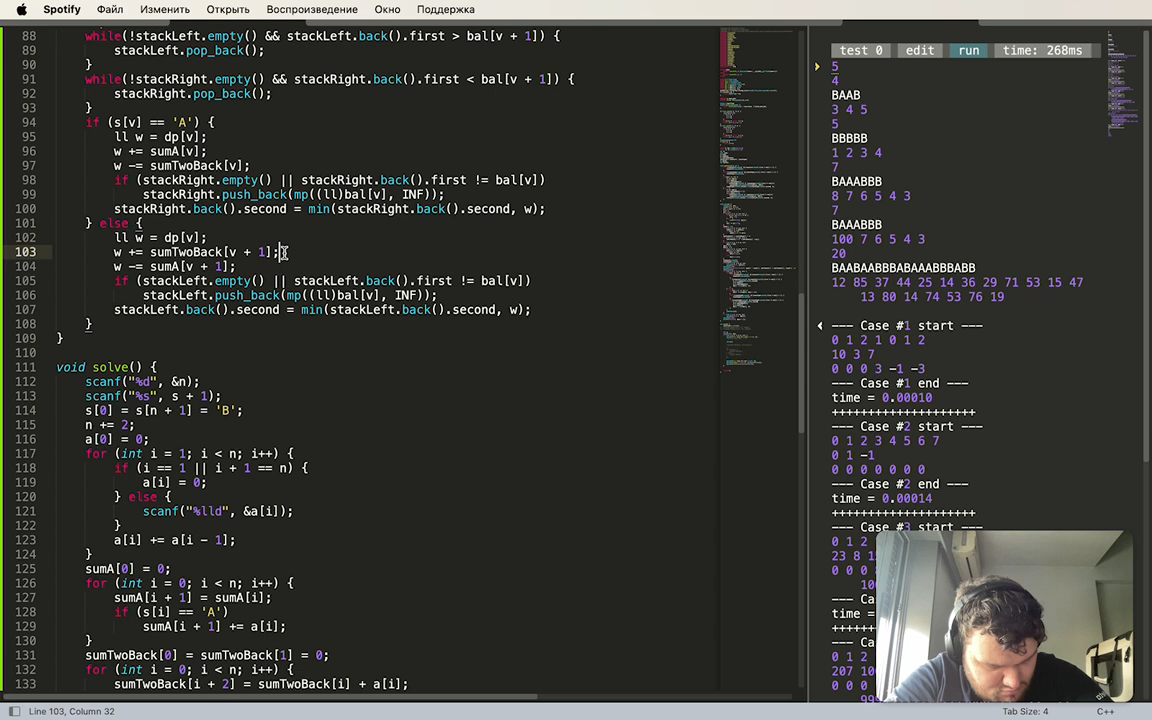 Spotify Файл Изменить Открыть Воспроизведение Окно Поддержка
88 while(!stackLeft.empty() && stackLeft.back().first > bal[v + 1]) {
89 stackLeft.pop_back();
90 }
91 while(!stackRight.empty() && stackRight.back().first < bal[v + 1]) {
92 stackRight.pop_back();
93 }
94 if (s[v] == 'A') {
95 ll w = dp[v];
96 w += sumA[v];
97 w -= sumTwoBack[v];
98 if (stackRight.empty() || stackRight.back().first != bal[v])
99 stackRight.push_back(mp((ll)bal[v], INF));
100 stackRight.back().second = min(stackRight.back().second, w);
101 } else {
102 ll w = dp[v];
103 w += sumTwoBack[v + 1];
104 w -= sumA[v + 1];
105 if (stackLeft.empty() || stackLeft.back().first != bal[v])
106 stackLeft.push_back(mp((ll)bal[v], INF));
107 stackLeft.back().second = min(stackLeft.back().second, w);
108 }
109 }
110
111 void solve() {
112 scanf("%d", &n);
113 scanf("%s", s + 1);
114 s[0] = s[n + 1] = 'B';
115 n += 2;
116 a[0] = 0;
117 for (int i = 1; i < n; i++) {
118 if (i == 1 || i + 1 == n) {
119 a[i] = 0;
120 } else {
121 scanf("%lld", &a[i]);
122 }
123 a[i] += a[i - 1];
124 }
125 sumA[0] = 0;
126 for (int i = 0; i < n; i++) {
127 sumA[i + 1] = sumA[i];
128 if (s[i] == 'A')
129 sumA[i + 1] += a[i];
130 }
131 sumTwoBack[0] = sumTwoBack[1] = 0;
132 for (int i = 0; i < n; i++) {
133 sumTwoBack[i + 2] = sumTwoBack[i] + a[i];
Line 103, Column 32
Tab Size: 4 C++
test 0 edit run time: 268ms
5
4
BAAB
3 4 5
5
BBBBB
1 2 3 4
7
BAAABBB
8 7 6 5 4 3
7
BAAABBB
100 7 6 5 4 3
20
BAABAABBBABAAABBBABB
12 85 37 44 25 14 36 29 71 53 15 47
13 80 14 74 53 76 19
--- Case #1 start ---
0 1 2 1 0 1 2
10 3 7
0 0 0 3 -1 -3
--- Case #1 end ---
time = 0.00010
++++++++++++++++++++
--- Case #2 start ---
0 1 2 3 4 5 6 7
0 1 -1
0 0 0 0 0 0 0
--- Case #2 end ---
time = 0.00014
++++++++++++++++++++
--- Case #3 start ---
0 1 2
23 8
0 0 0
--- Ca
time =
++++++
--- Ca
0 1 2
207 10
0 0 0